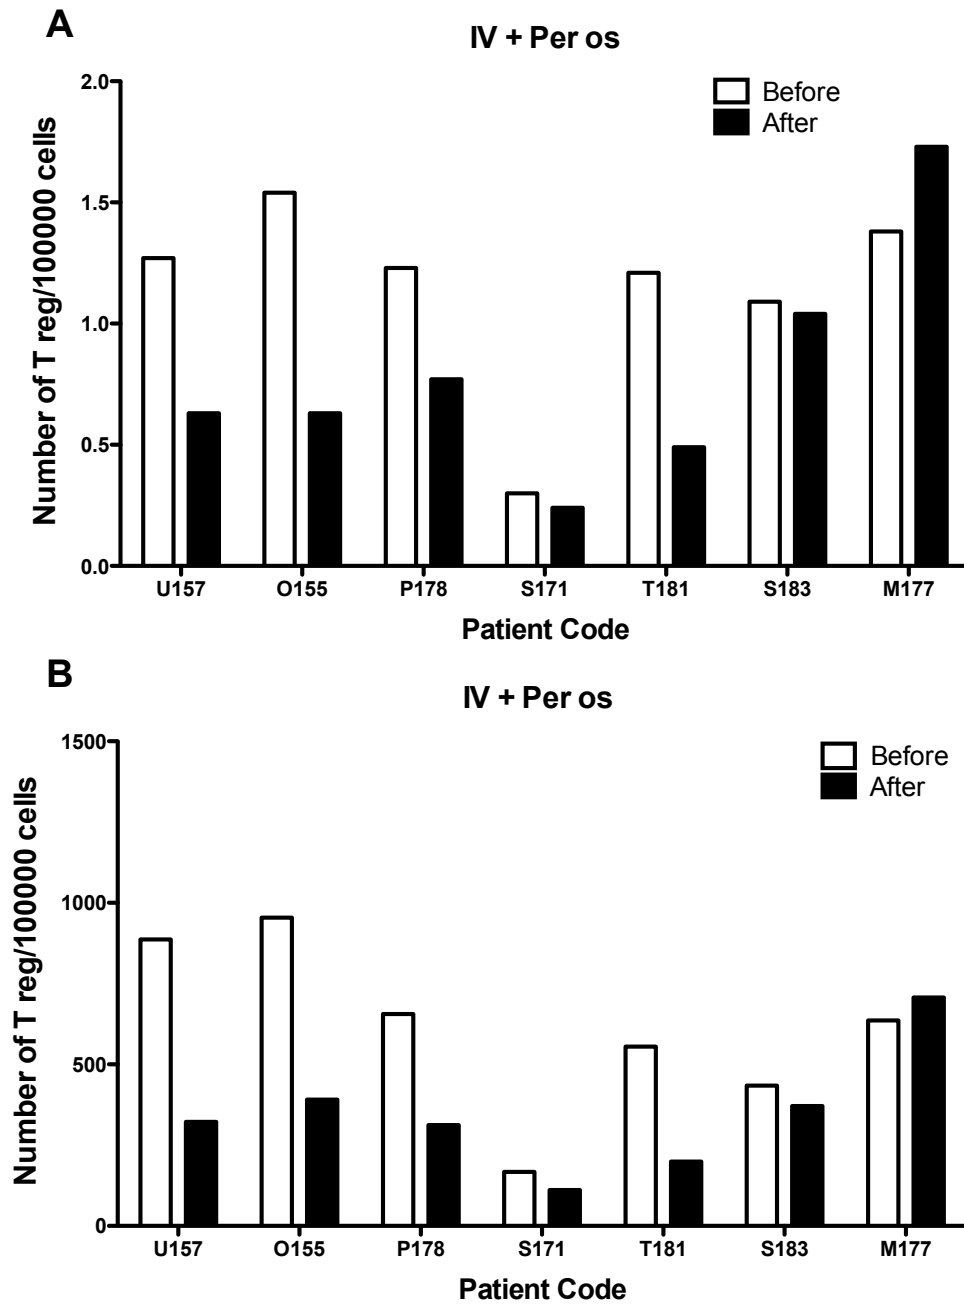 A
IV + Per os
Before
After
Number of T reg/100000 cells
2.0
1.5
1.0
0.5
0.0
U157 O155 P178 S171 T181 S183 M177
Patient Code
B
IV + Per os
Before
After
Number of T reg/100000 cells
1500
1000
500
0
U157 O155 P178 S171 T181 S183 M177
Patient Code